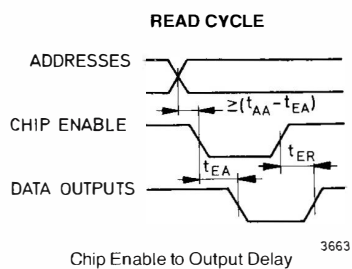 READ CYCLE
ADDRESSES
≥(tAA - tEA)
CHIP ENABLE
tER
tEA
DATA OUTPUTS
3663
Chip Enable to Output Delay